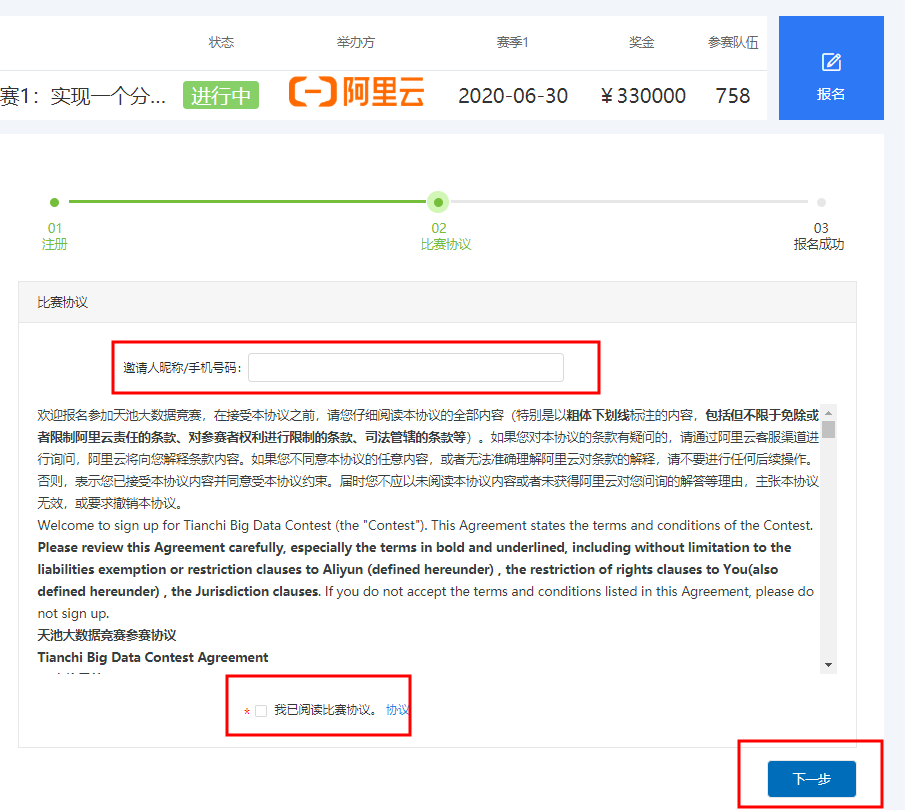 状态 举办方 赛季1 奖金 参赛队伍
赛1：实现一个分... 进行中 阿里云 2020-06-30 ￥330000 758
报名
01 02 03
注册 比赛协议 报名成功
比赛协议
邀请人昵称/手机号码：
欢迎报名参加天池大数据竞赛，在接受本协议之前，请您仔细阅读本协议的全部内容（特别是以粗体下划线标注的内容，包括但不限于免除或
者限制阿里云责任的条款、对参赛者权利进行限制的条款、司法管辖的条款等）。如果您对本协议的条款有疑问的，请通过阿里云客服渠道进
行询问，阿里云将向您解释条款内容。如果您不同意本协议的任意内容，或者无法准确理解阿里云对条款的解释，请不要进行任何后续操作。
否则，表示您已接受本协议内容并同意受本协议约束。届时您不应以未阅读本协议内容或者未获得阿里云对您问询的解答等理由，主张本协议
无效，或要求撤销本协议。
Welcome to sign up for Tianchi Big Data Contest (the "Contest"). This Agreement states the terms and conditions of the Contest.
Please review this Agreement carefully, especially the terms in bold and underlined, including without limitation to the
liabilities exemption or restriction clauses to Aliyun (defined hereunder) , the restriction of rights clauses to You(also
defined hereunder) , the Jurisdiction clauses. If you do not accept the terms and conditions listed in this Agreement, please do
not sign up.
天池大数据竞赛参赛协议
Tianchi Big Data Contest Agreement
* 我已阅读比赛协议。 协议
下一步